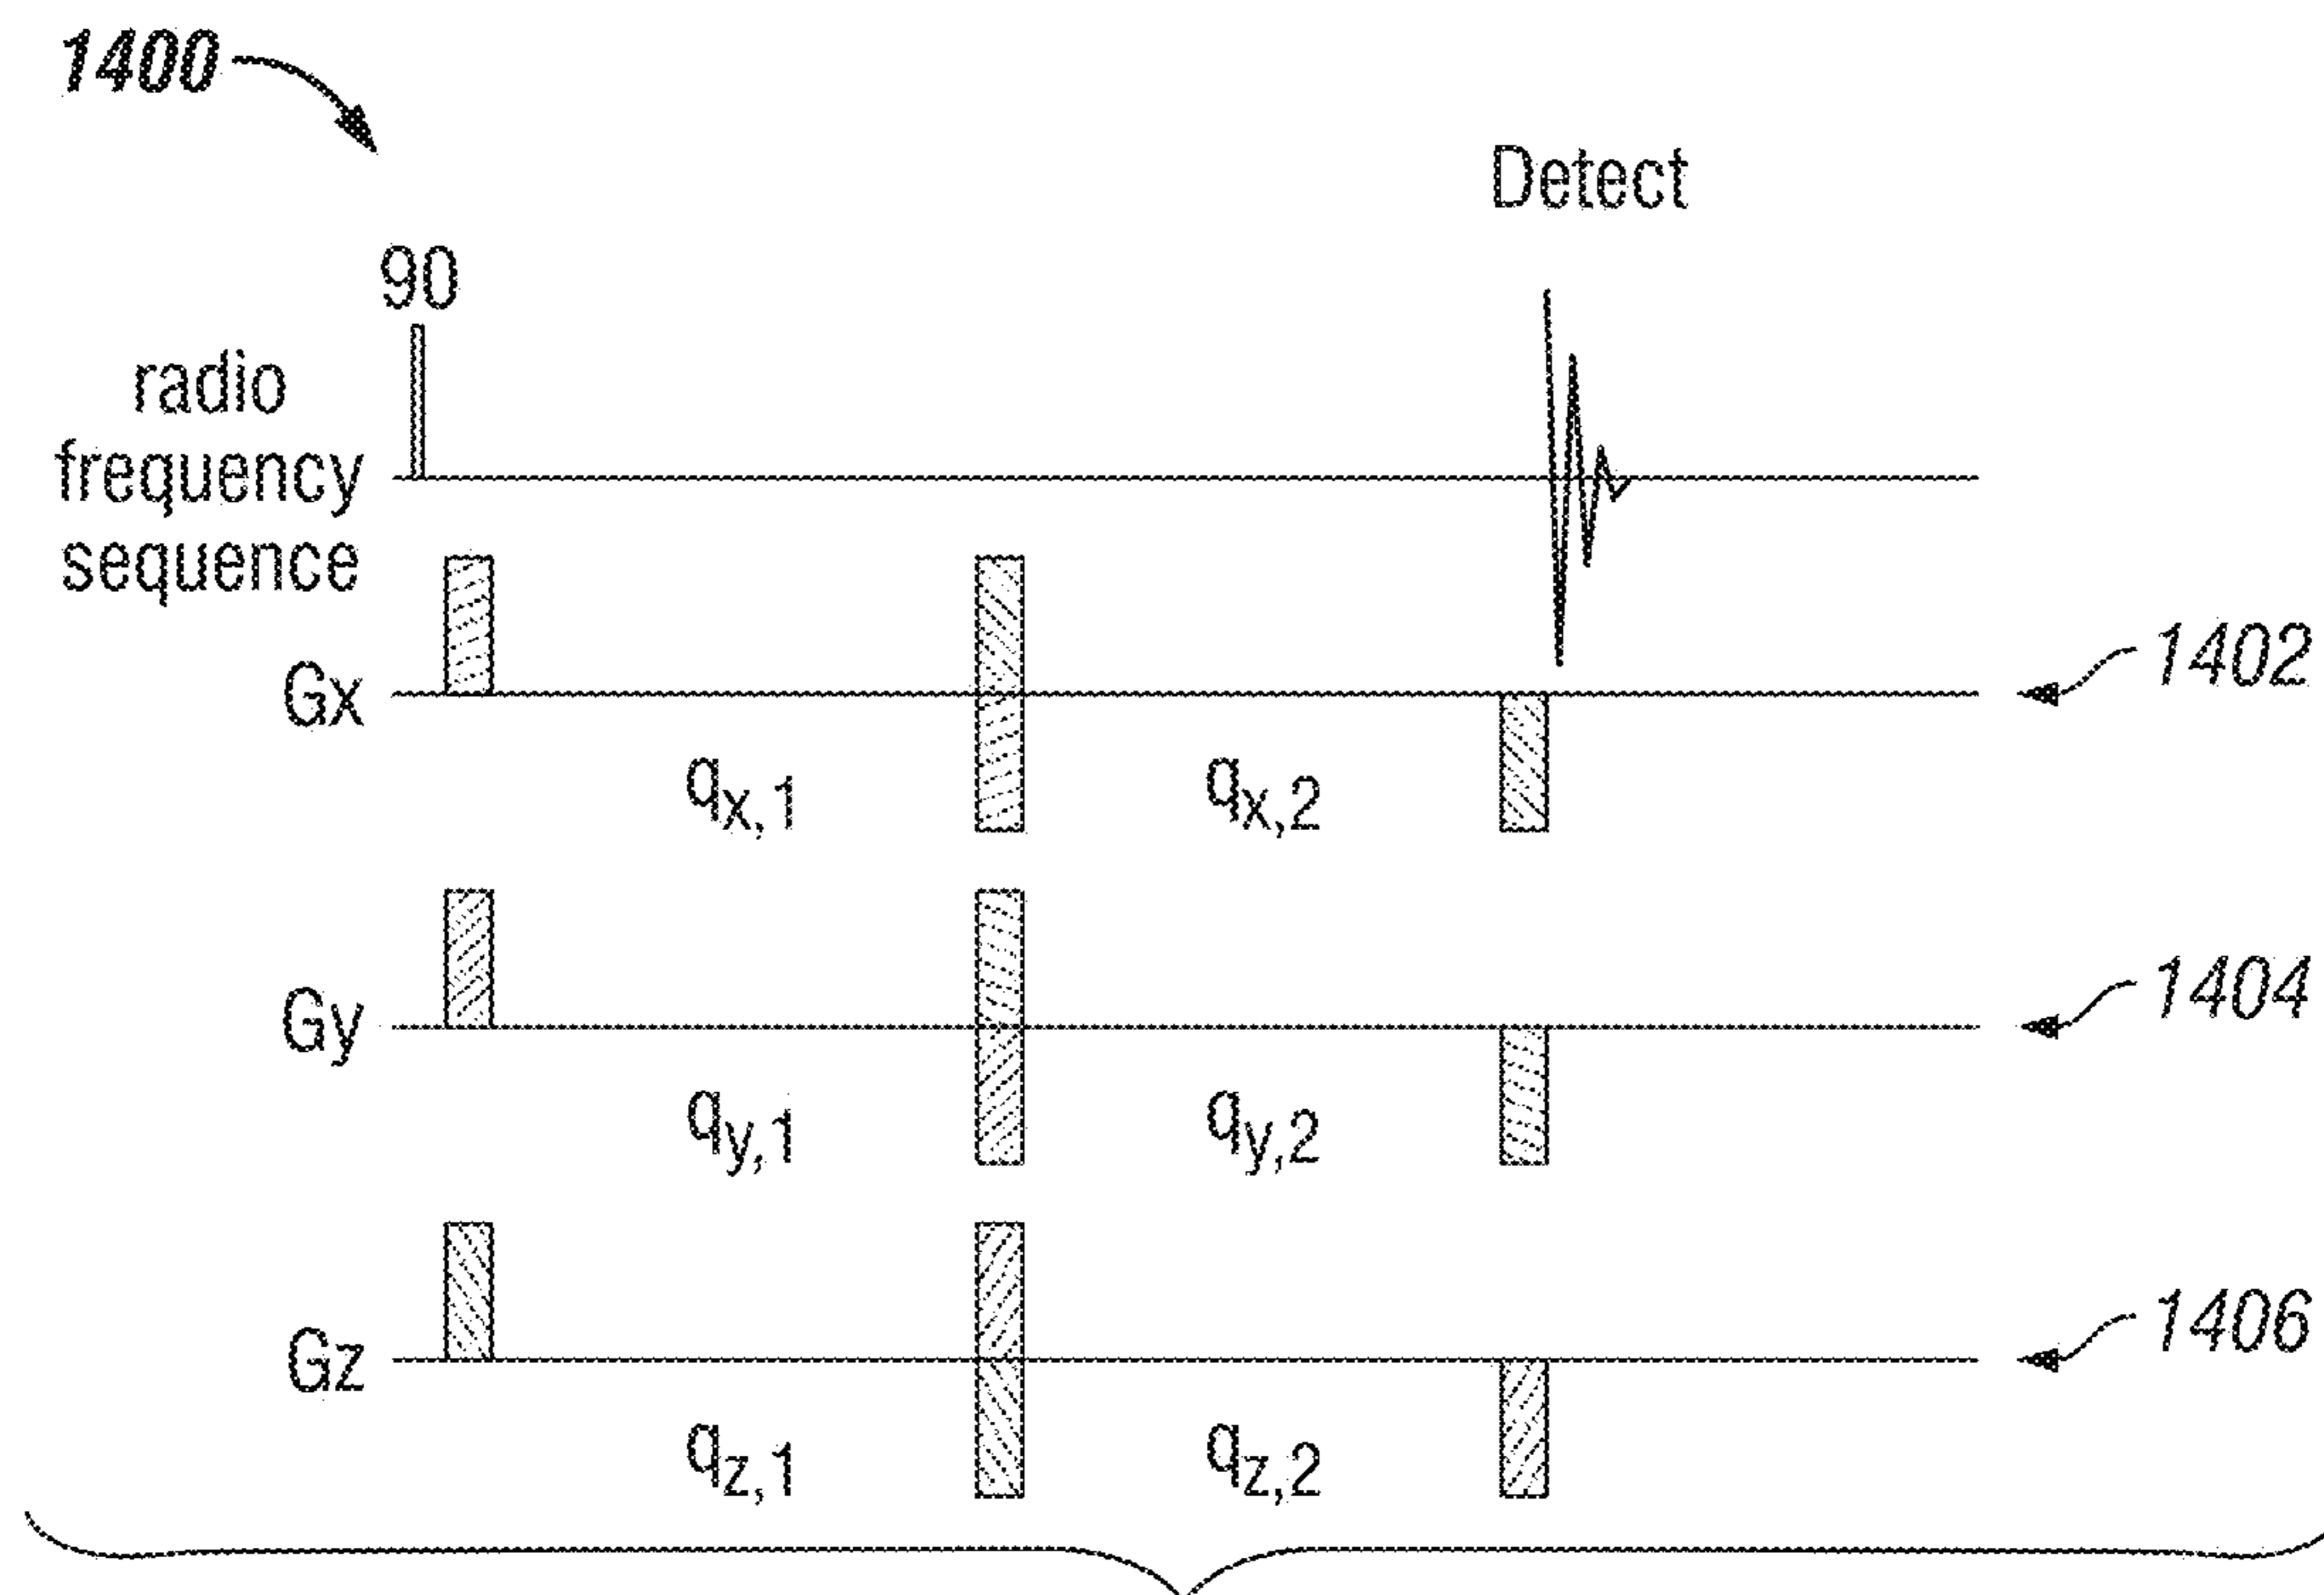 1400
Detect
90
radio
frequency
sequence
Gx
1402
qx,1
qx,2
Gy
1404
qy,1
qy,2
Gz
1406
qz,1
qz,2